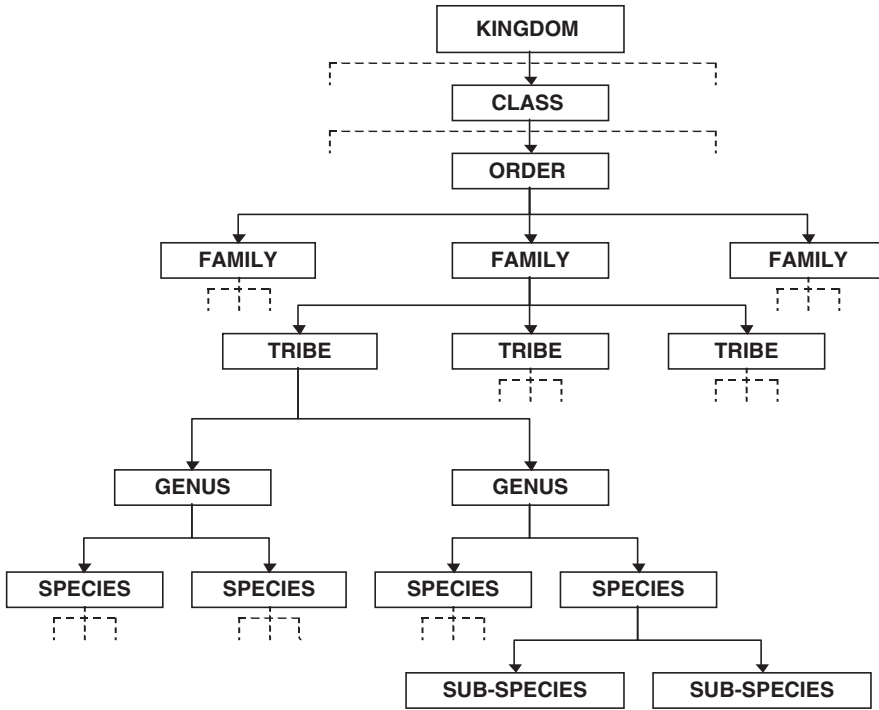 KINGDOM
CLASS
ORDER
FAMILY FAMILY FAMILY
TRIBE TRIBE TRIBE
GENUS GENUS
SPECIES SPECIES SPECIES SPECIES
SUB-SPECIES SUB-SPECIES